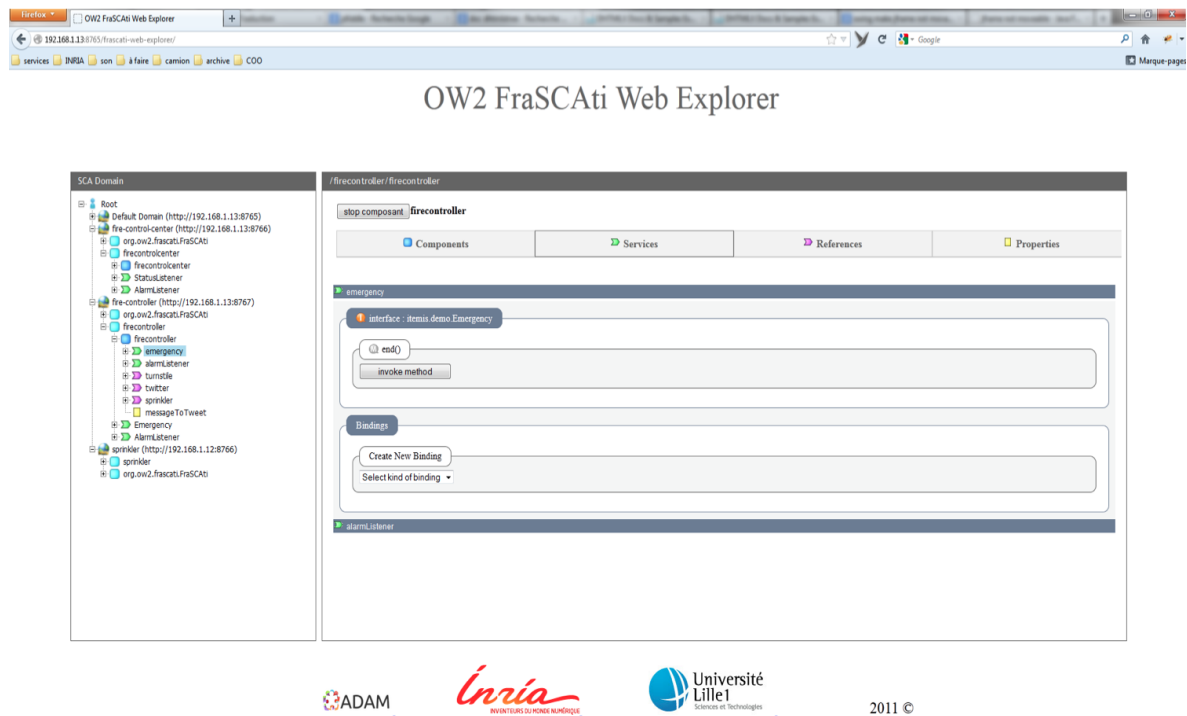 Firefox
OW2 FraSCAti Web Explorer
+
192.168.1.13:8765/frascati-web-explorer/
Google
services INRIA son à faire camion archive COO
Marque-pages
OW2 FraSCAti Web Explorer
SCA Domain
Root
Default Domain (http://192.168.1.13:8765)
fire-control-center (http://192.168.1.13:8766)
org.ow2.frascati.FraSCAti
firecontrolcenter
firecontrolcenter
StatusListener
AlarmListener
fire-controller (http://192.168.1.13:8767)
org.ow2.frascati.FraSCAti
firecontroller
firecontroller
emergency
alarmListener
turnstile
twitter
sprinkler
messageToTweet
Emergency
AlarmListener
sprinkler (http://192.168.1.12:8766)
sprinkler
org.ow2.frascati.FraSCAti
/firecontroller/firecontroller
stop composant firecontroller
Components Services References Properties
emergency
interface : itemis.demo.Emergency
end()
invoke method
Bindings
Create New Binding
Select kind of binding
alarmListener
ADAM
Inría
INVENTEURS DU MONDE NUMÉRIQUE
Université
Lille1
Sciences et Technologies
2011 ©